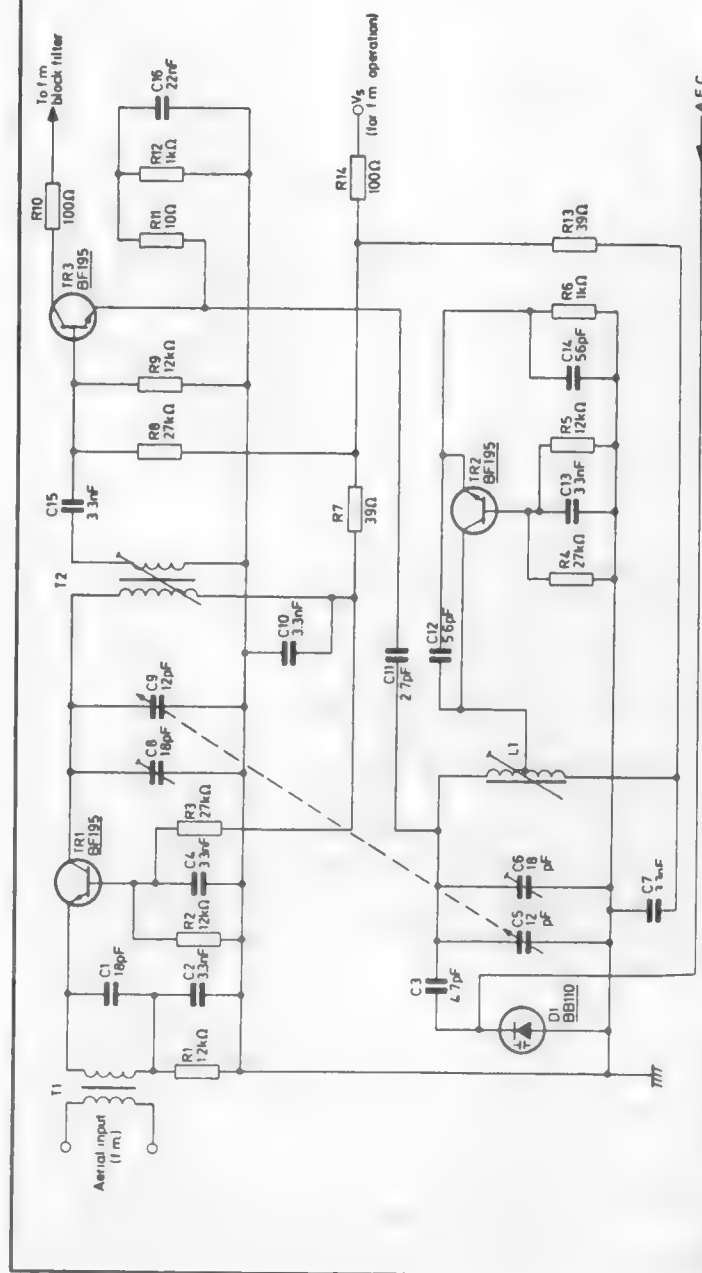 T1
Aerial input
(f m)
C1
18pF
R1
1·2kΩ
C2
3·3nF
R2
12kΩ
C4
3·3nF
R3
27kΩ
TR1
BF195
C8
18pF
C9
12pF
T2
C10
3.3nF
C15
3 3nF
R7
39Ω
R8
27kΩ
R9
12kΩ
TR3
BF195
R10
100Ω
To f m
block filter
R11
10Ω
R12
1kΩ
C16
22nF
R14
100Ω
Vs
(for f m operation)
C11
2 7pF
C12
5·6pF
TR2
BF195
R4
27kΩ
C13
3 3nF
R5
12kΩ
C14
56pF
R6
1kΩ
R13
39Ω
L1
C3
4·7pF
C5
12
pF
C6
18
pF
D1
BB110
C7
A F C